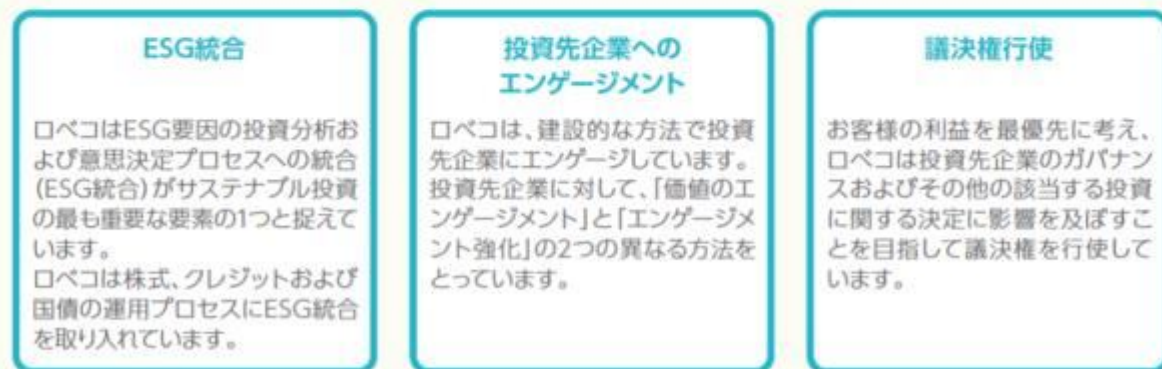 ESG統合
ロベコはESG要因の投資分析お
よび意思決定プロセスへの統合
(ESG統合)がサステナブル投資
の最も重要な要素の1つと捉えて
います。
ロベコは株式、クレジットおよび
国債の運用プロセスにESG統合
を取り入れています。
投資先企業への
エンゲージメント
ロベコは、建設的な方法で投資
先企業にエンゲージしています。
投資先企業に対して、「価値のエ
ンゲージメント」と「エンゲージメ
ント強化」の2つの異なる方法を
とっています。
議決権行使
お客様の利益を最優先に考え、
ロベコは投資先企業のガバナン
スおよびその他の該当する投資
に関する決定に影響を及ぼすこ
とを目指して議決権を行使して
います。